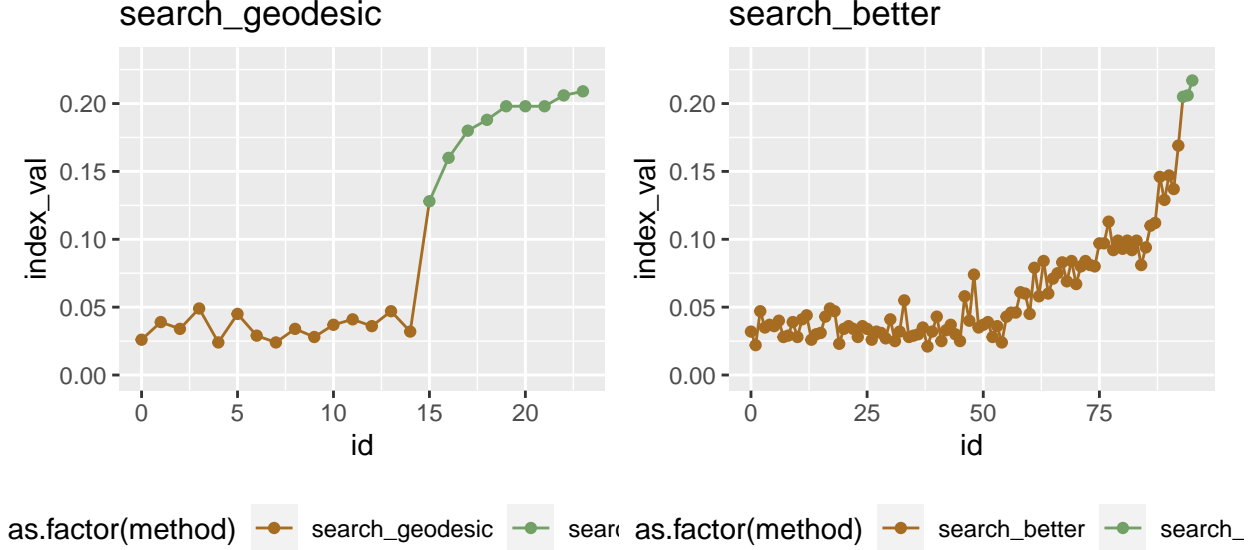 search_geodesic
search_better
index_val
0.20
0.15
0.10
0.05
0.00
0 5 10 15 20
id
index_val
0.20
0.15
0.10
0.05
0.00
0 25 50 75
id
as.factor(method) search_geodesic sear
as.factor(method) search_better search_